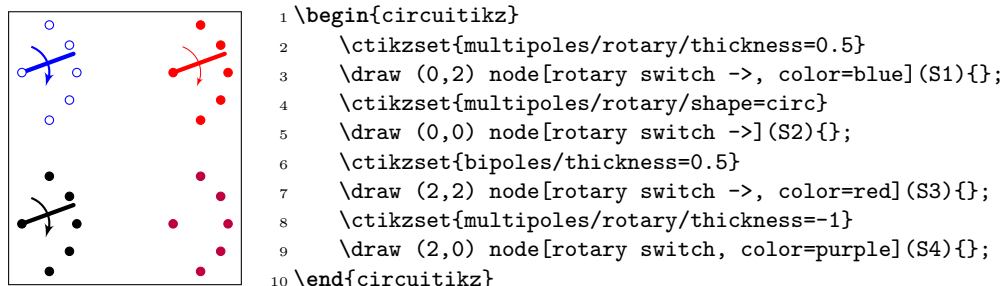 1 \begin{circuitikz}
2     \ctikzset{multipoles/rotary/thickness=0.5}
3     \draw (0,2) node[rotary switch ->, color=blue](S1){};
4     \ctikzset{multipoles/rotary/shape=circ}
5     \draw (0,0) node[rotary switch ->](S2){};
6     \ctikzset{bipoles/thickness=0.5}
7     \draw (2,2) node[rotary switch ->, color=red](S3){};
8     \ctikzset{multipoles/rotary/thickness=-1}
9     \draw (2,0) node[rotary switch, color=purple](S4){};
10 \end{circuitikz}